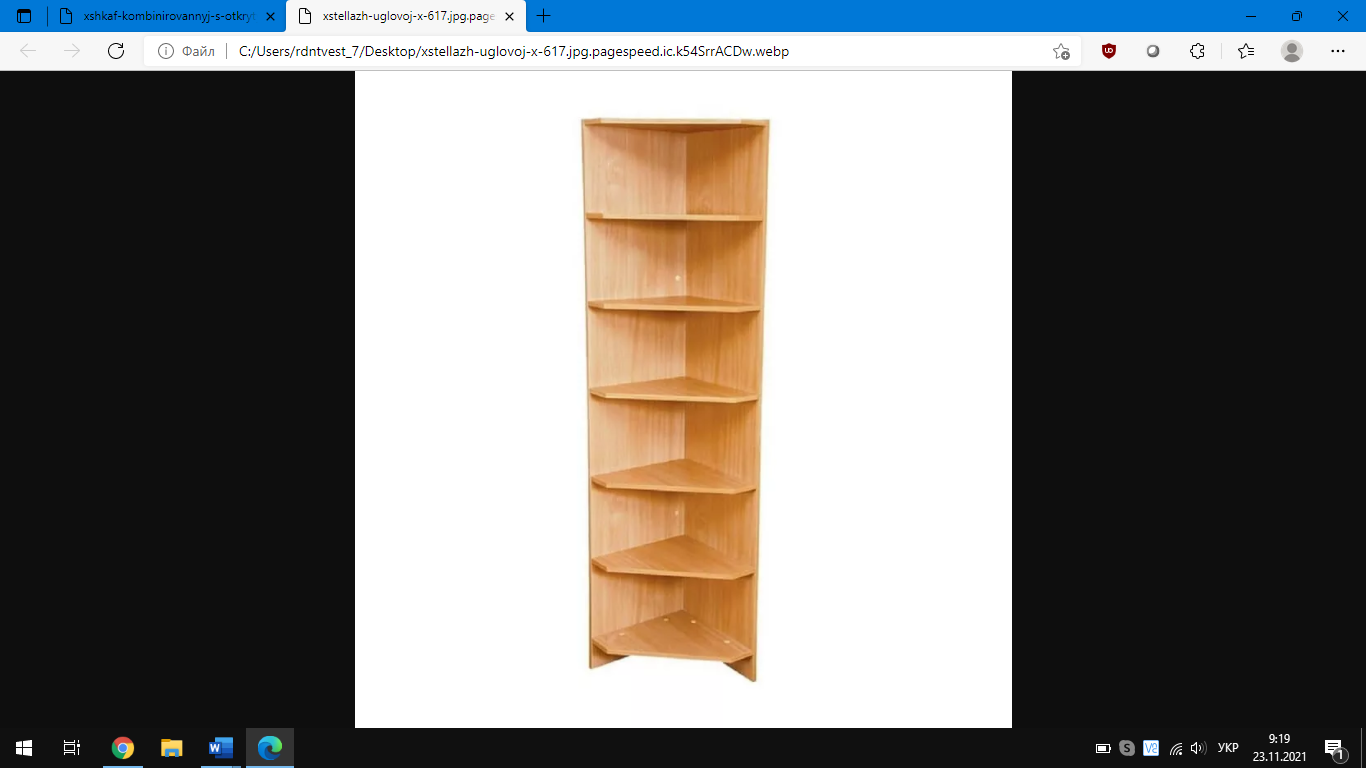 xshkaf-kombinirovannyj-s-otkryt
xstellazh-uglovoj-x-617.jpg.page
Файл
C:/Users/rdntvest_7/Desktop/xstellazh-uglovoj-x-617.jpg.pagespeed.ic.k54SrrACDw.webp
УКР
9:19
23.11.2021
1